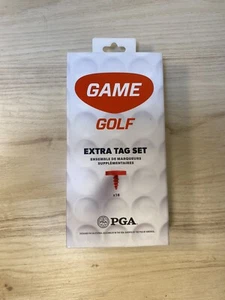 GAME
GOLF
EXTRA TAG SET
ENSEMBLE DE MARQUEURS
SUPPLÉMENTAIRES
PGA